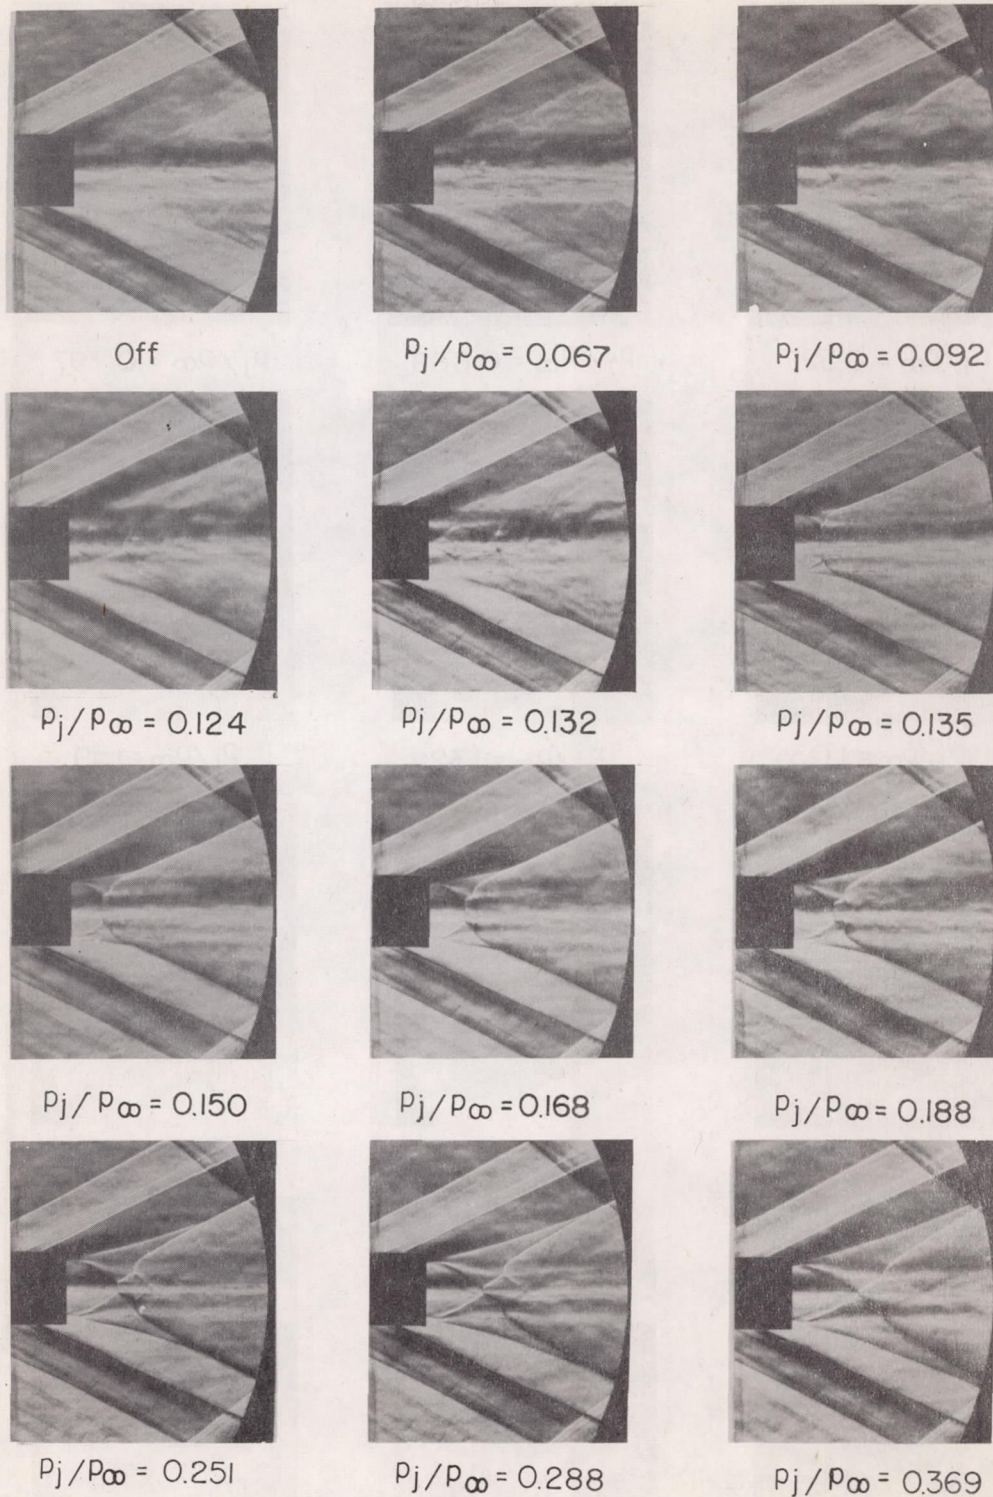 Off
pj/p∞ = 0.067
pj/p∞ = 0.092
pj/p∞ = 0.124
pj/p∞ = 0.132
pj/p∞ = 0.135
pj/p∞ = 0.150
pj/p∞ = 0.168
pj/p∞ = 0.188
pj/p∞ = 0.251
pj/p∞ = 0.288
pj/p∞ = 0.369